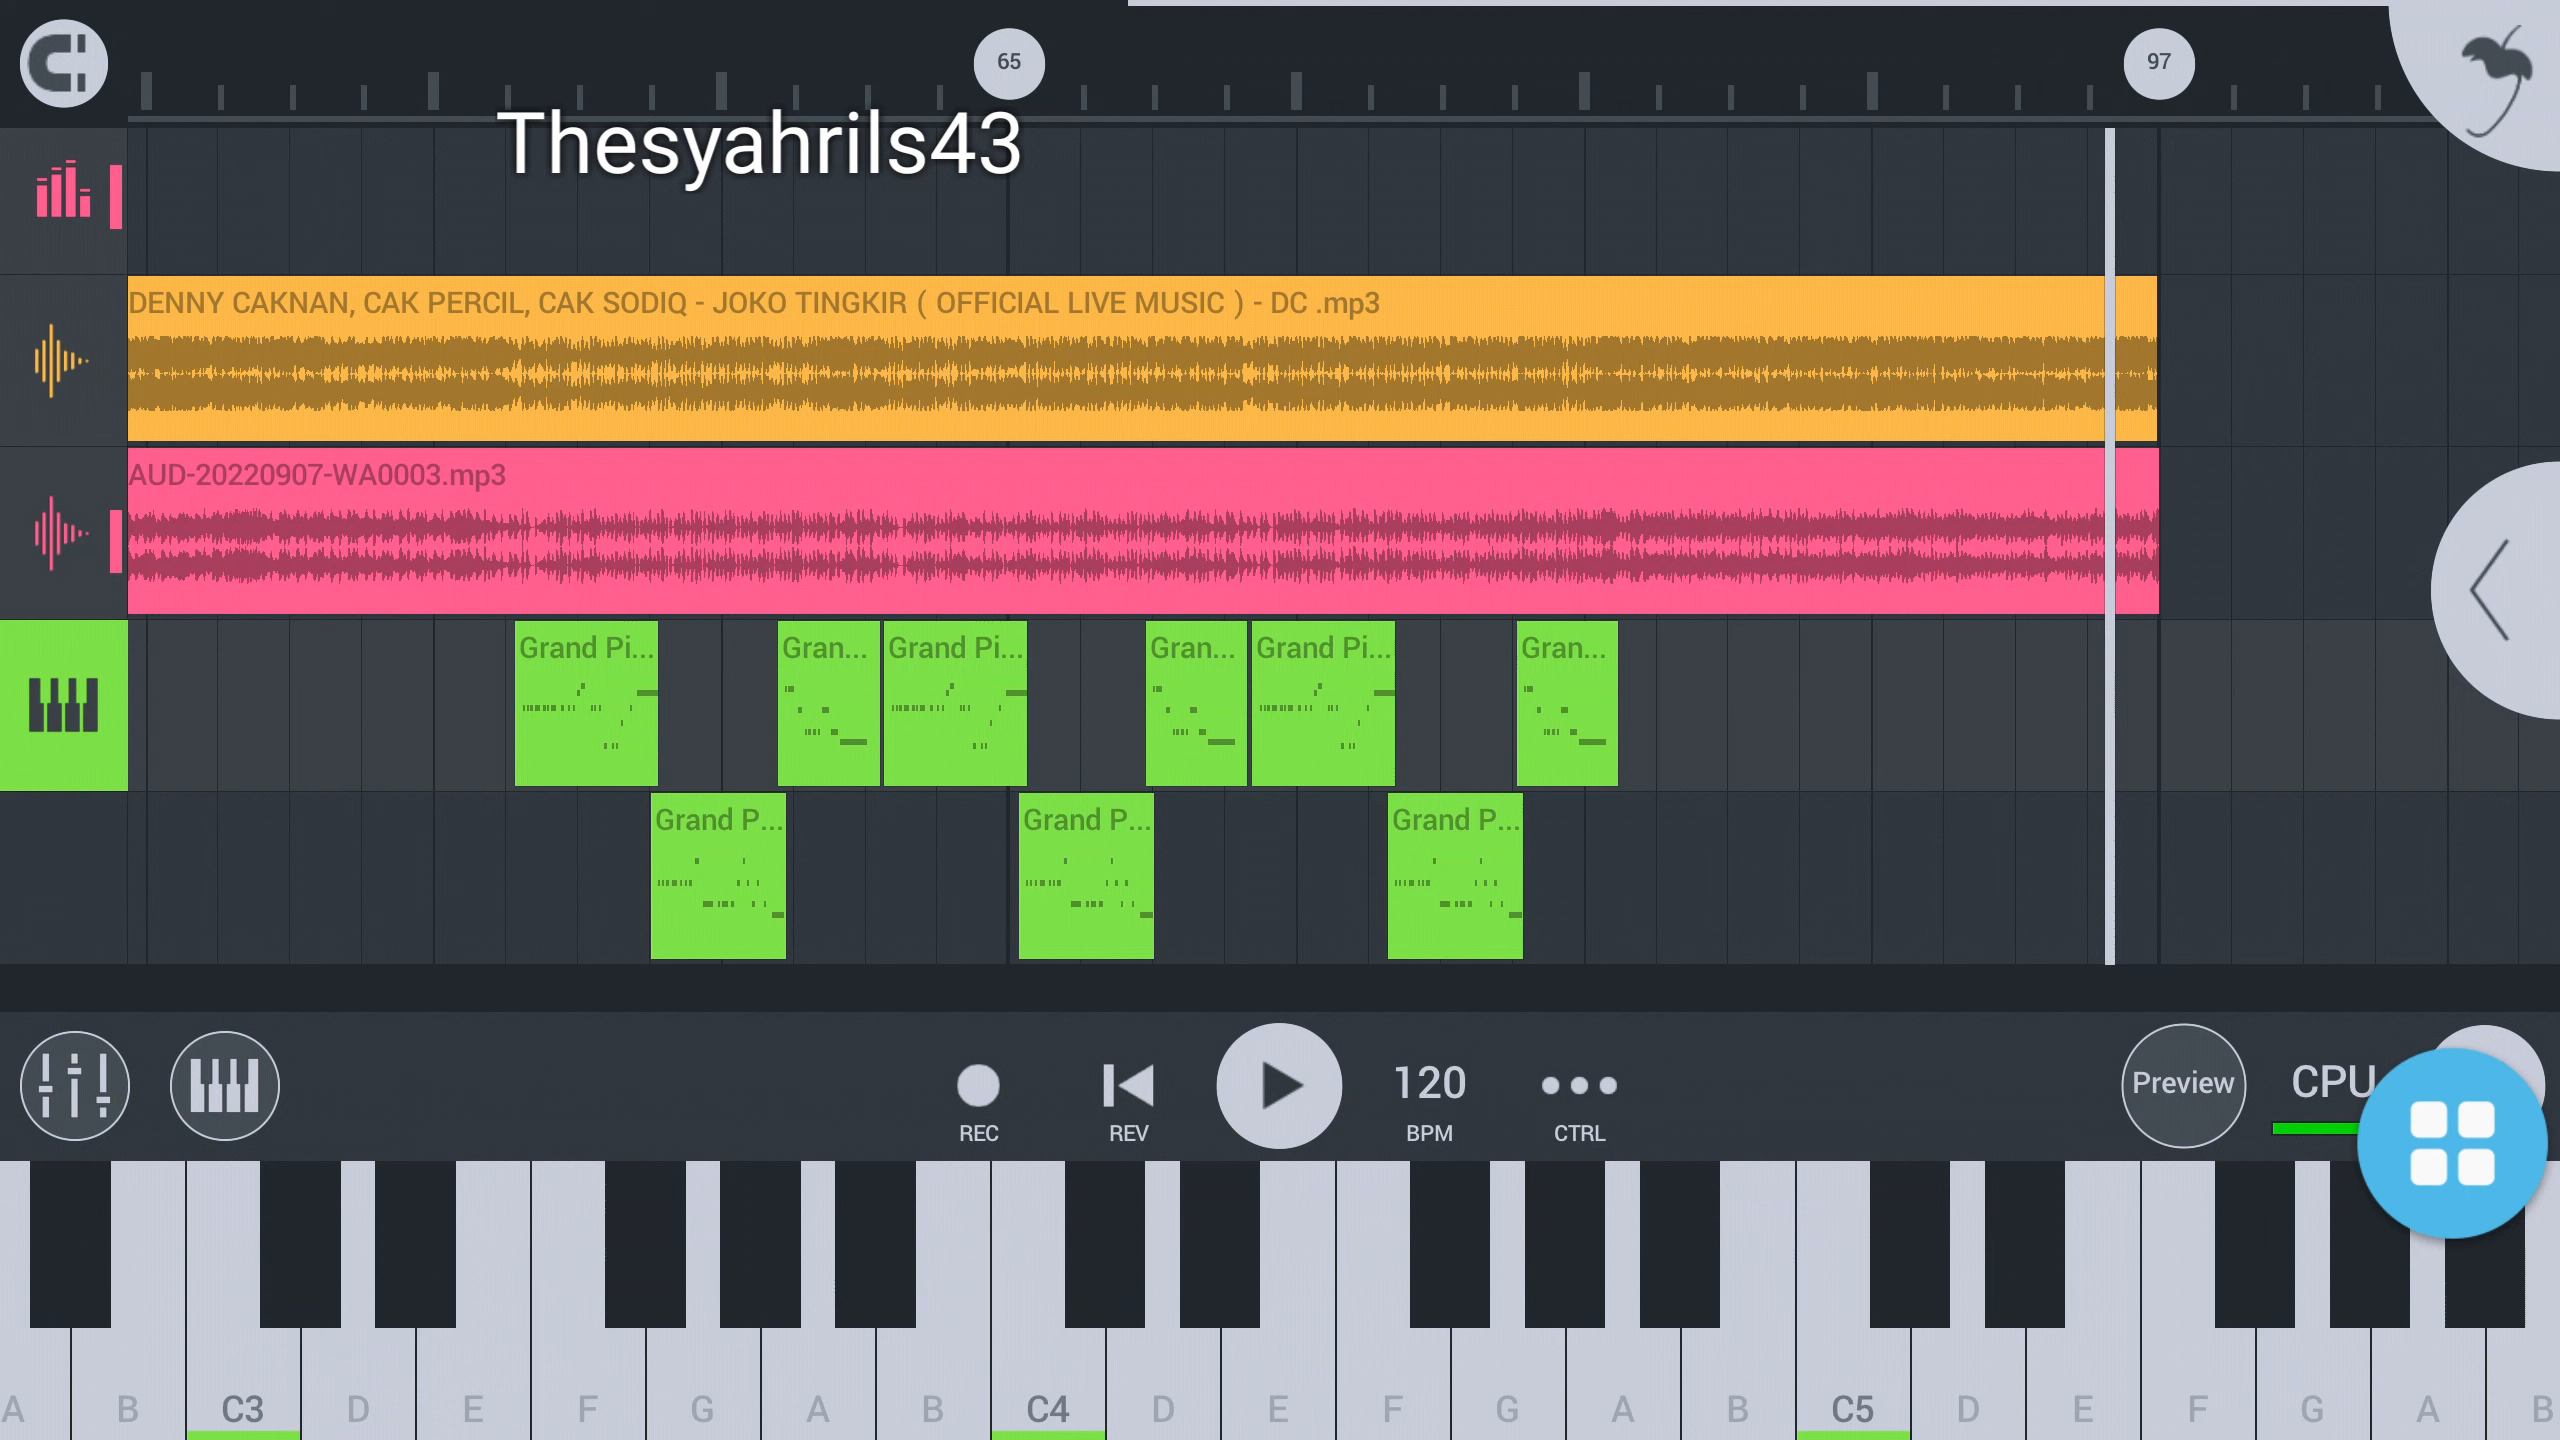 65
97
Thesyahrils43
DENNY CAKNAN, CAK PERCIL, CAK SODIQ - JOKO TINGKIR ( OFFICIAL LIVE MUSIC ) - DC .mp3
AUD-20220907-WA0003.mp3
Grand Pi... Gran... Grand Pi... Gran... Grand Pi... Gran...
Grand P... Grand P... Grand P...
REC REV 120 BPM CTRL Preview CPU
A B C3 D E F G A B C4 D E F G A B C5 D E F G A B